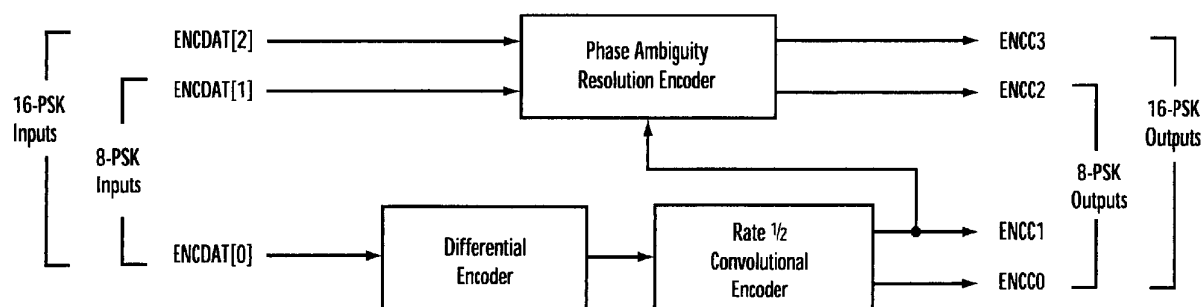 ENCDAT[2]
Phase Ambiguity
Resolution Encoder
ENCC3
ENCDAT[1]
ENCC2
16-PSK
Inputs
8-PSK
Inputs
16-PSK
Outputs
8-PSK
Outputs
ENCDAT[0]
Differential
Encoder
Rate 1/2
Convolutional
Encoder
ENCC1
ENCC0